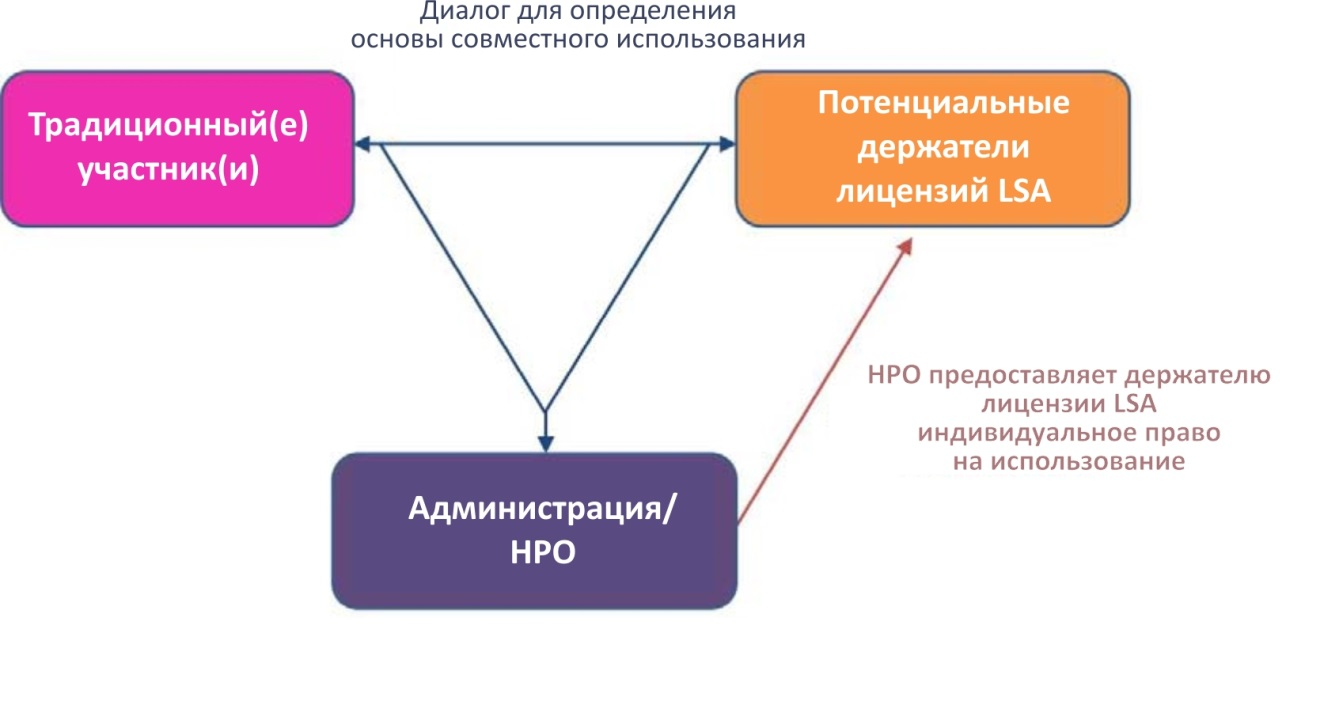 Диалог для определения
основы совместного использования
Традиционный(е)
участник(и)
Потенциальные
держатели
лицензий LSA
НРО предоставляет держателю
лицензии LSA
индивидуальное право
на использование
Администрация/
НРО